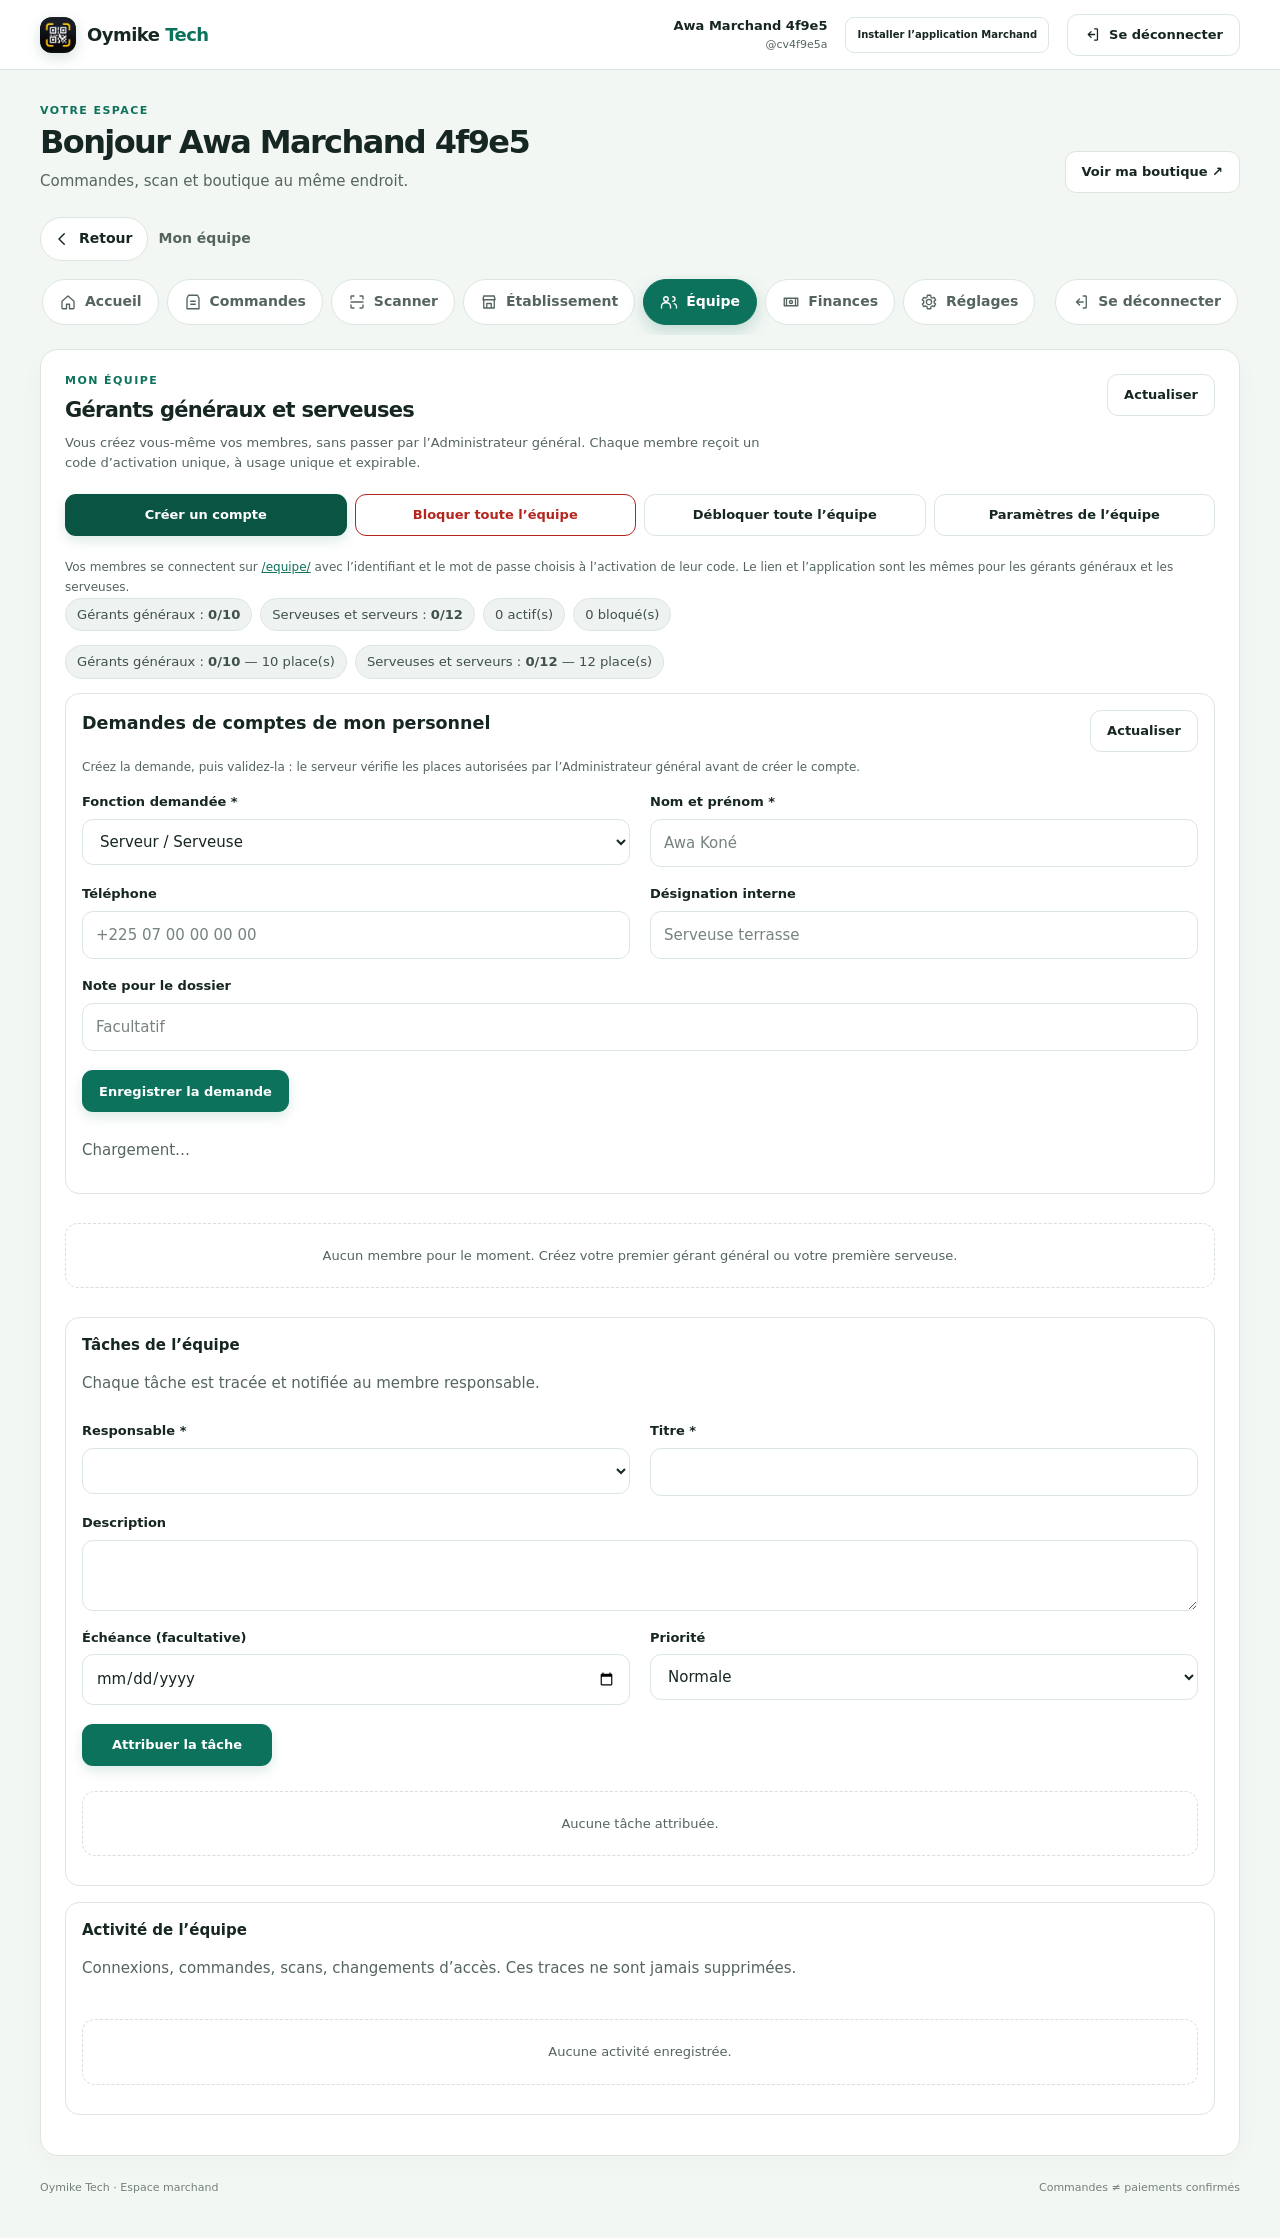 Oymike Tech
Awa Marchand 4f9e5
@cv4f9e5a
Installer l’application Marchand
Se déconnecter
VOTRE ESPACE
Bonjour Awa Marchand 4f9e5
Commandes, scan et boutique au même endroit.
Voir ma boutique ↗
Retour
Mon équipe
Accueil
Commandes
Scanner
Établissement
Équipe
Finances
Réglages
Se déconnecter
MON ÉQUIPE
Gérants généraux et serveuses
Actualiser
Vous créez vous-même vos membres, sans passer par l’Administrateur général. Chaque membre reçoit un
code d’activation unique, à usage unique et expirable.
Créer un compte
Bloquer toute l’équipe
Débloquer toute l’équipe
Paramètres de l’équipe
Vos membres se connectent sur /equipe/ avec l’identifiant et le mot de passe choisis à l’activation de leur code. Le lien et l’application sont les mêmes pour les gérants généraux et les
serveuses.
Gérants généraux : 0/10
Serveuses et serveurs : 0/12
0 actif(s)
0 bloqué(s)
Gérants généraux : 0/10 — 10 place(s)
Serveuses et serveurs : 0/12 — 12 place(s)
Demandes de comptes de mon personnel
Actualiser
Créez la demande, puis validez-la : le serveur vérifie les places autorisées par l’Administrateur général avant de créer le compte.
Fonction demandée *
Nom et prénom *
Serveur / Serveuse
Awa Koné
Téléphone
Désignation interne
+225 07 00 00 00 00
Serveuse terrasse
Note pour le dossier
Facultatif
Enregistrer la demande
Chargement…
Aucun membre pour le moment. Créez votre premier gérant général ou votre première serveuse.
Tâches de l’équipe
Chaque tâche est tracée et notifiée au membre responsable.
Responsable *
Titre *
Description
Échéance (facultative)
Priorité
mm/dd/yyyy
Normale
Attribuer la tâche
Aucune tâche attribuée.
Activité de l’équipe
Connexions, commandes, scans, changements d’accès. Ces traces ne sont jamais supprimées.
Aucune activité enregistrée.
Oymike Tech · Espace marchand
Commandes ≠ paiements confirmés